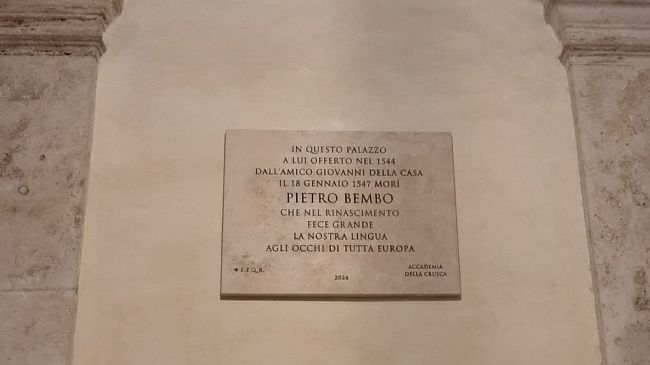 IN QUESTO PALAZZO
A LUI OFFERTO NEL 1544
DALL'AMICO GIOVANNI DELLA CASA
IL 18 GENNAIO 1547 MORÌ
PIETRO BEMBO
CHE NEL RINASCIMENTO
FECE GRANDE
LA NOSTRA LINGUA
AGLI OCCHI DI TUTTA EUROPA
S.P.Q.R.
2024
ACCADEMIA
DELLA CRUSCA